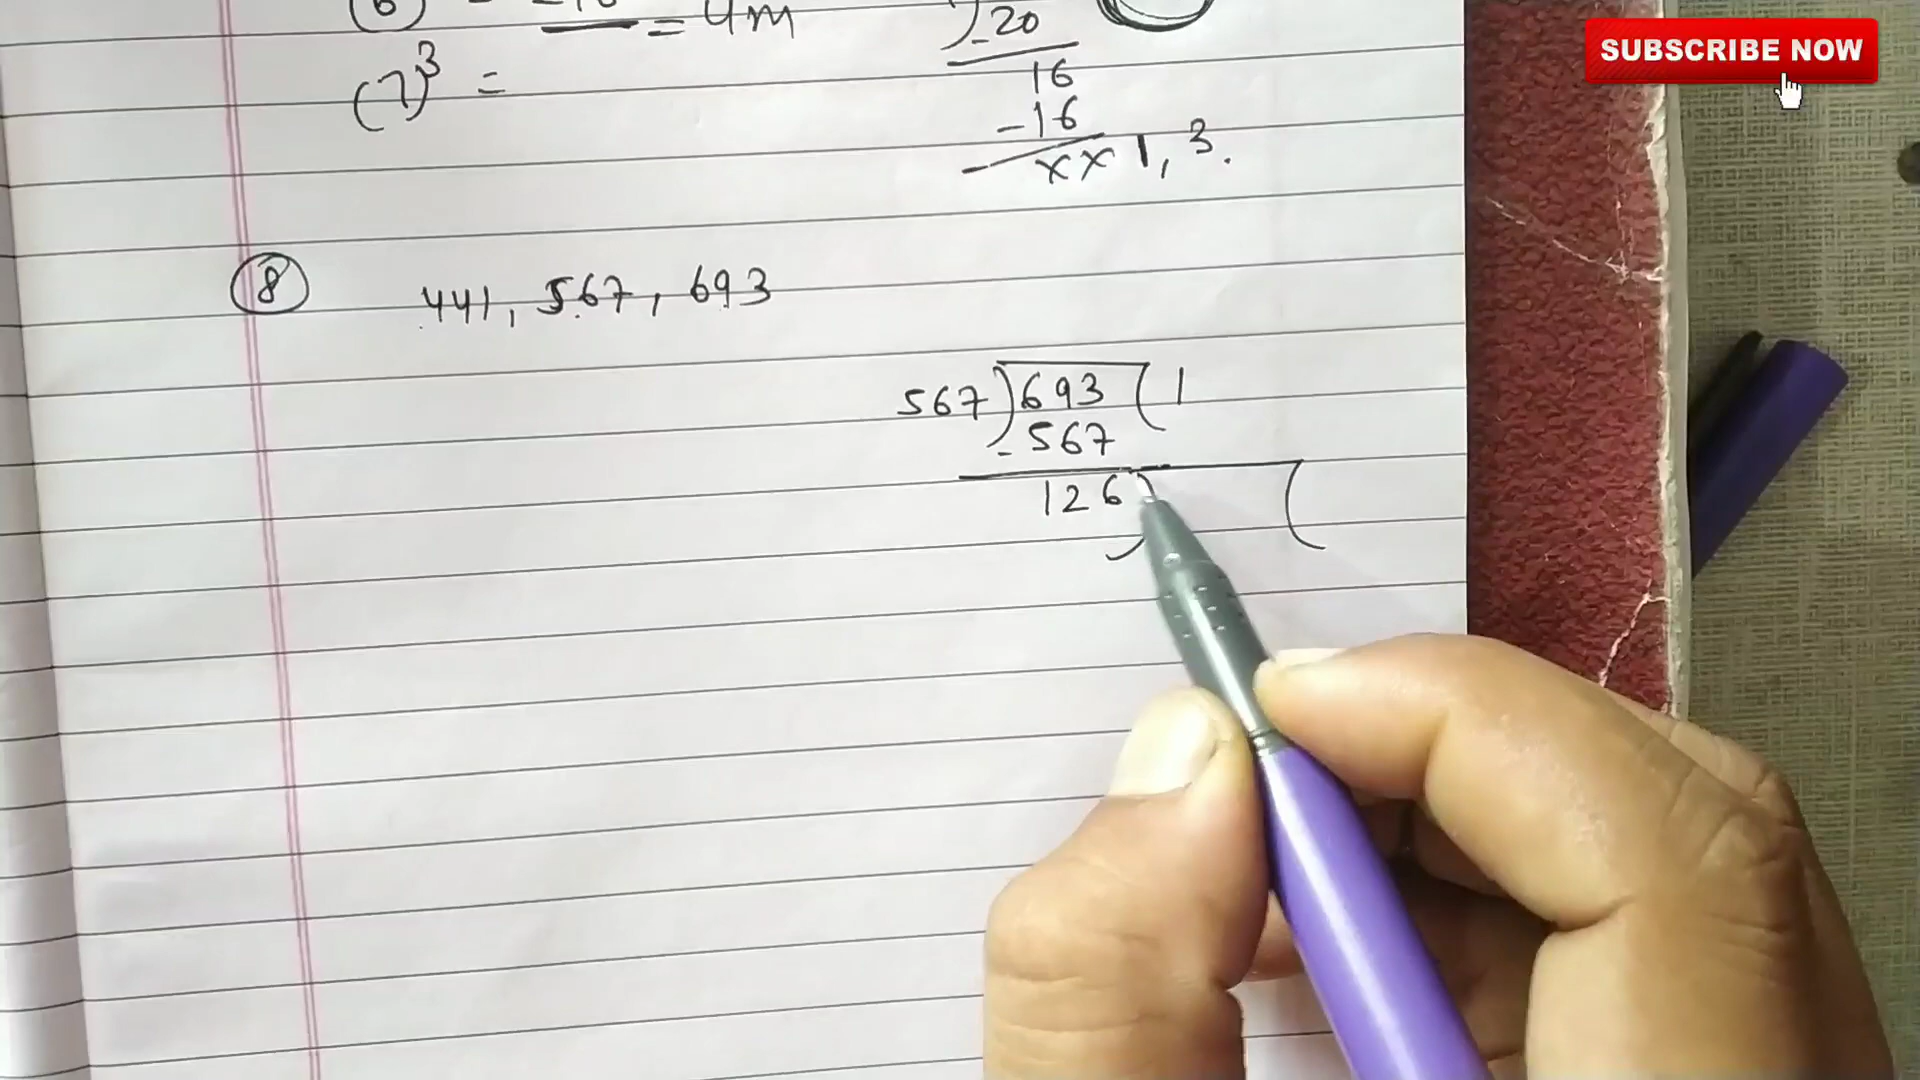 SUBSCRIBE NOW
= 4m
(7)³ =
-20
16
-16
xx 1, 3.
8 441, 567, 693
567)693(1
-567
126)